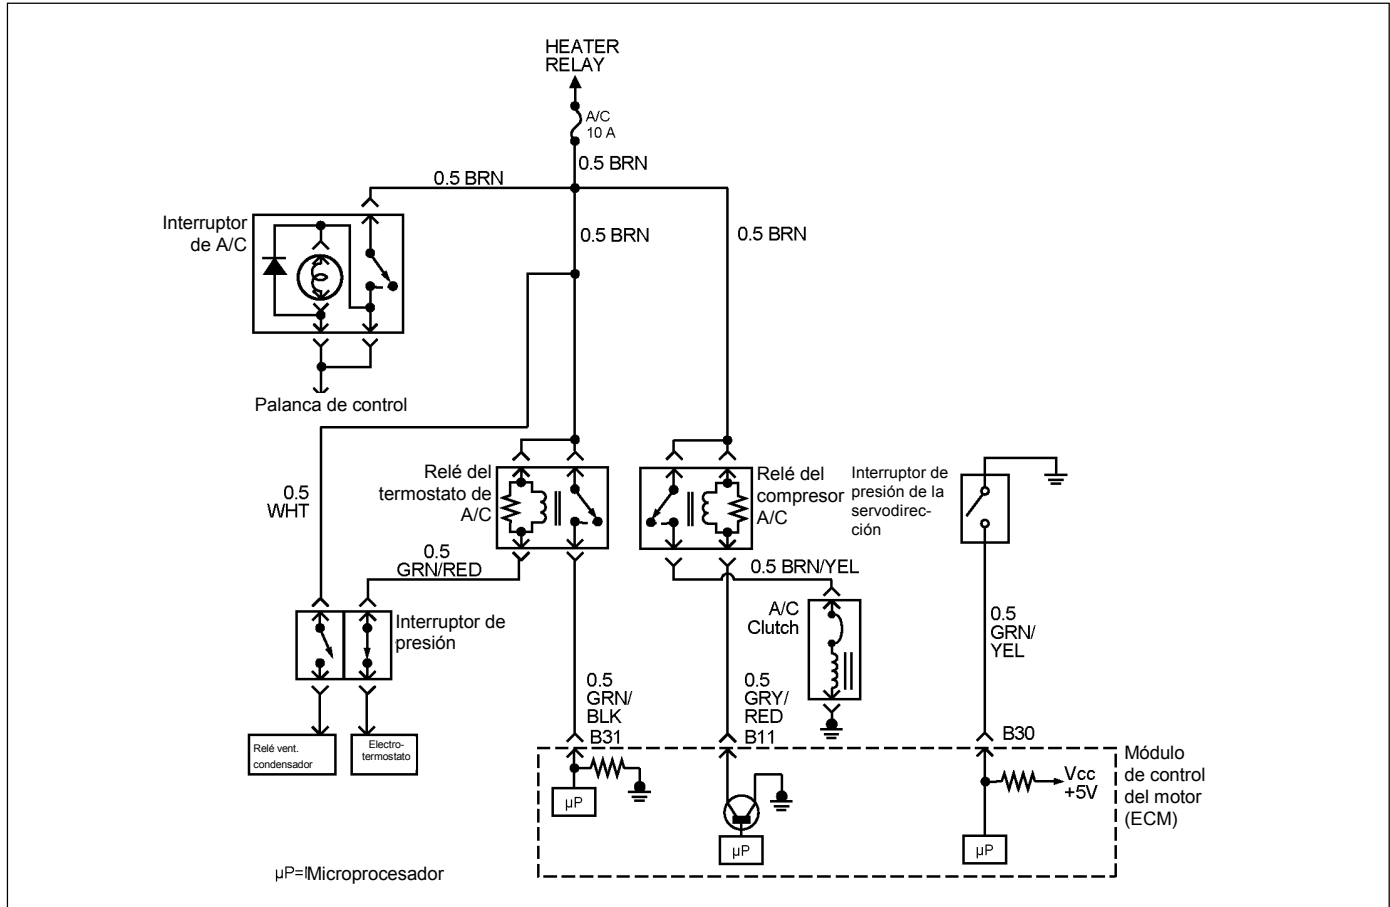 HEATER
RELAY
A/C
10 A
0.5 BRN
0.5 BRN
Interruptor
de A/C
0.5 BRN
0.5 BRN
Palanca de control
Relé del
termostato de
A/C
Relé del
compresor
A/C
Interruptor de
presión de la
servodirec-
ción
0.5
WHT
0.5
GRN/RED
0.5 BRN/YEL
Interruptor de
presión
A/C
Clutch
0.5
GRN/
YEL
0.5
GRN/
BLK
B31
0.5
GRY/
RED
B11
B30
Relé vent.
condensador
Electro-
termostato
Módulo
de control
del motor
(ECM)
Vcc
+5V
µP
µP
µP
µP=IMicroprocesador